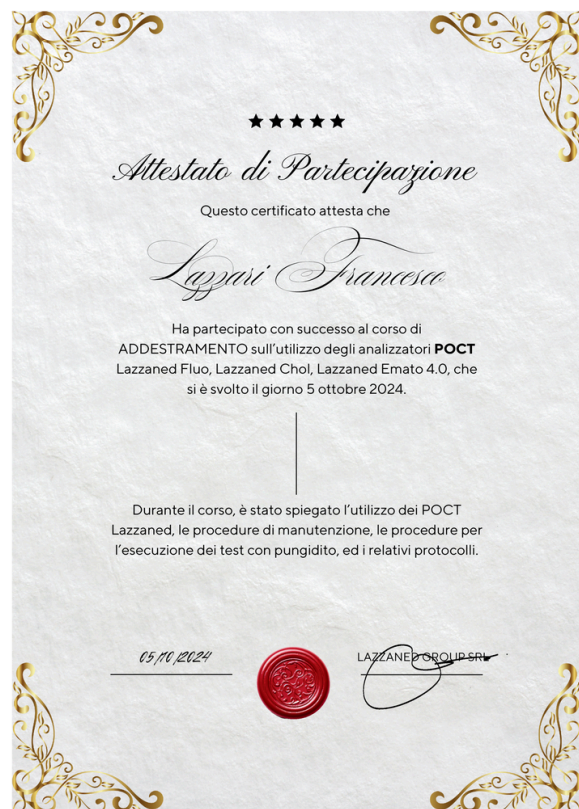 Attestato di Partecipazione
Questo certificato attesta che
Lazzari Francesco
Ha partecipato con successo al corso di
ADDESTRAMENTO sull'utilizzo degli analizzatori POCT
Lazzaned Fluo, Lazzaned Chol, Lazzaned Emato 4.0, che
si è svolto il giorno 5 ottobre 2024.
Durante il corso, è stato spiegato l'utilizzo dei POCT
Lazzaned, le procedure di manutenzione, le procedure per
l'esecuzione dei test con pungidito, ed i relativi protocolli.
05/10/2024
LAZZANED GROUP SRL